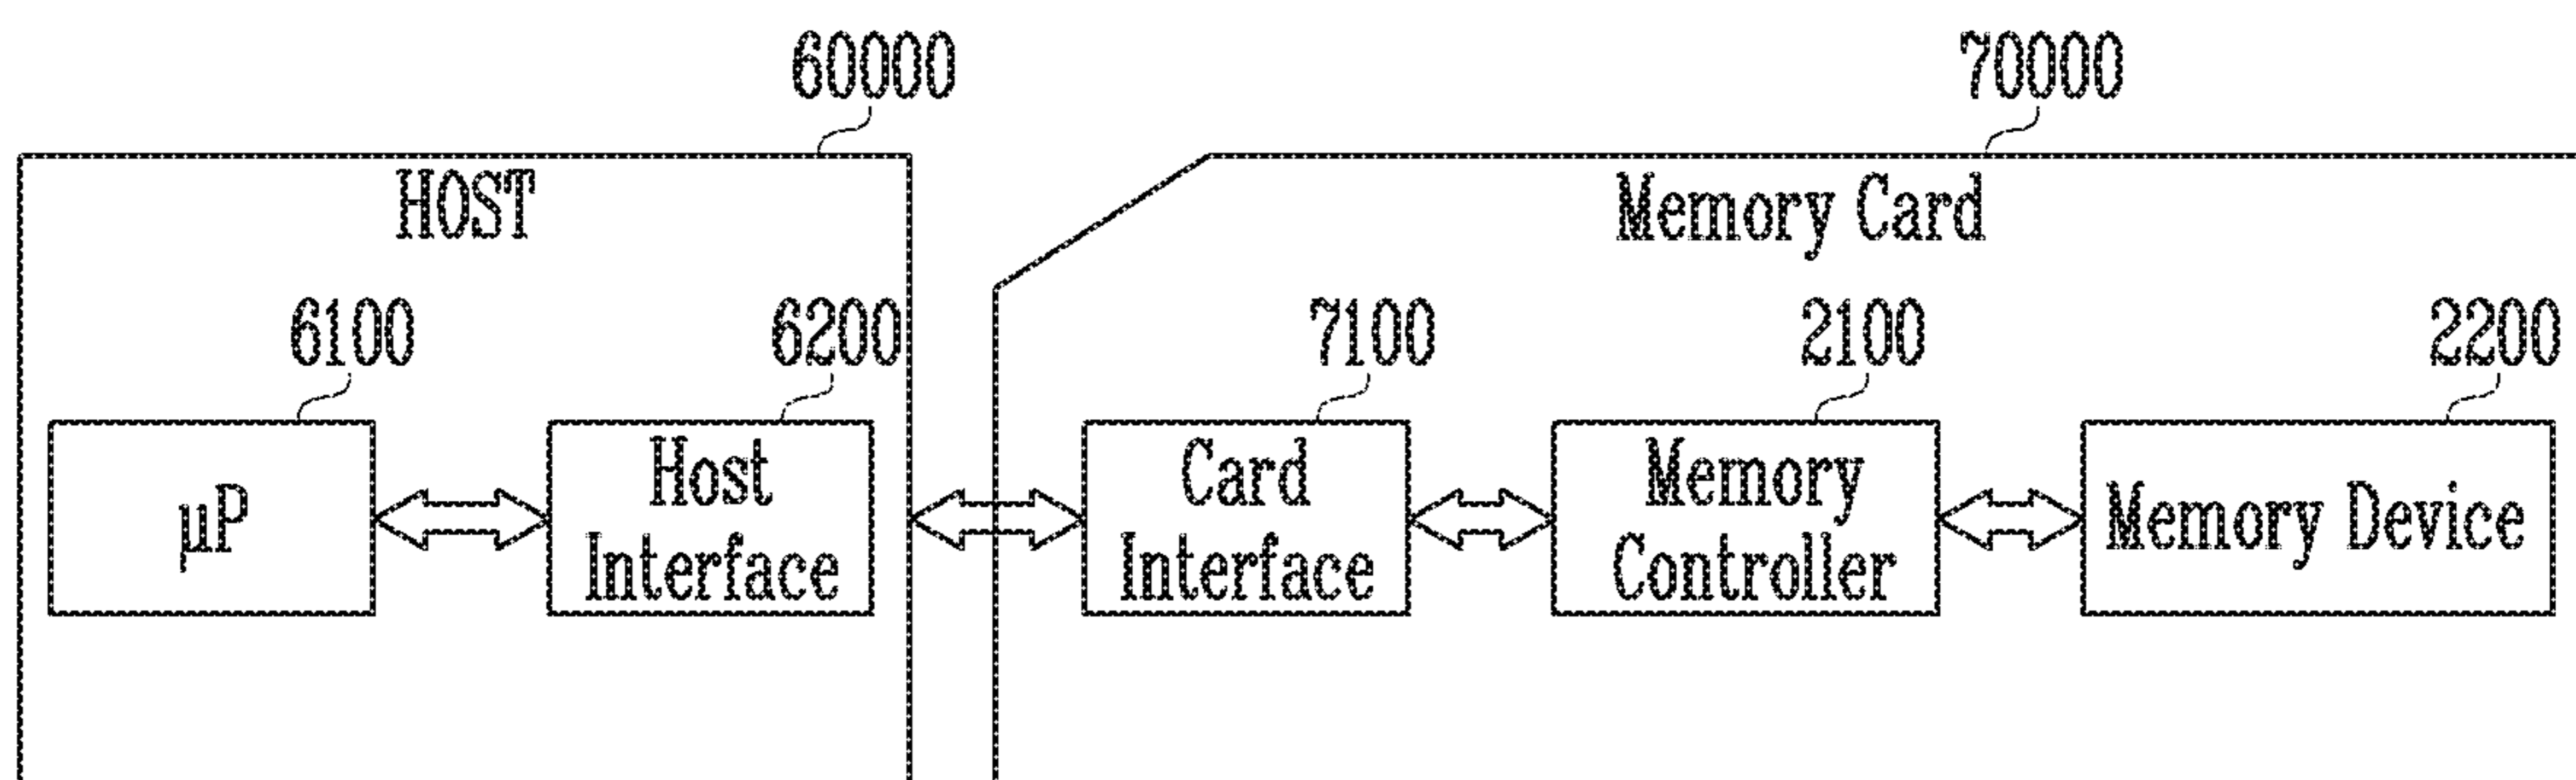 60000
70000
HOST
Memory Card
6100
6200
7100
2100
2200
μP
Host
Interface
Card
Interface
Memory
Controller
Memory Device